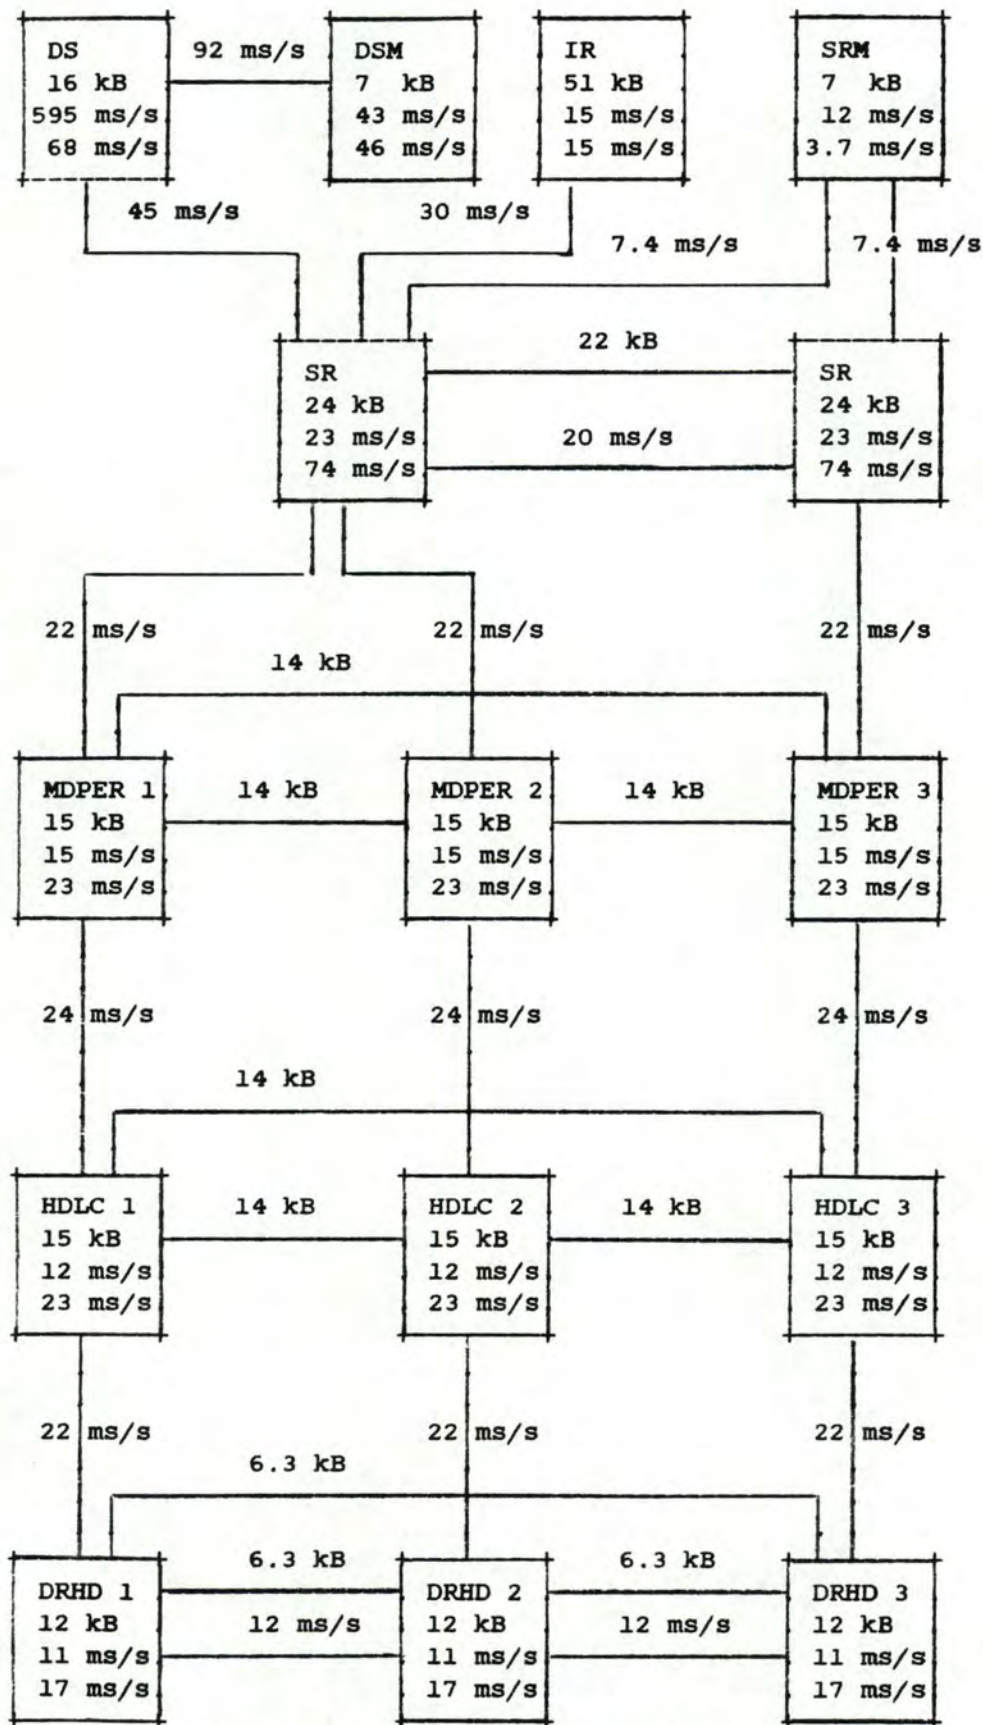 DS
16 kB
595 ms/s
68 ms/s
92 ms/s
DSM
7 kB
43 ms/s
46 ms/s
IR
51 kB
15 ms/s
15 ms/s
SRM
7 kB
12 ms/s
3.7 ms/s
45 ms/s
30 ms/s
7.4 ms/s
7.4 ms/s
SR
24 kB
23 ms/s
74 ms/s
22 kB
20 ms/s
SR
24 kB
23 ms/s
74 ms/s
22 ms/s
22 ms/s
22 ms/s
14 kB
MDPER 1
15 kB
15 ms/s
23 ms/s
14 kB
MDPER 2
15 kB
15 ms/s
23 ms/s
14 kB
MDPER 3
15 kB
15 ms/s
23 ms/s
24 ms/s
24 ms/s
24 ms/s
14 kB
HDLC 1
15 kB
12 ms/s
23 ms/s
14 kB
HDLC 2
15 kB
12 ms/s
23 ms/s
14 kB
HDLC 3
15 kB
12 ms/s
23 ms/s
22 ms/s
22 ms/s
22 ms/s
6.3 kB
DRHD 1
12 kB
11 ms/s
17 ms/s
6.3 kB
12 ms/s
DRHD 2
12 kB
11 ms/s
17 ms/s
6.3 kB
12 ms/s
DRHD 3
12 kB
11 ms/s
17 ms/s